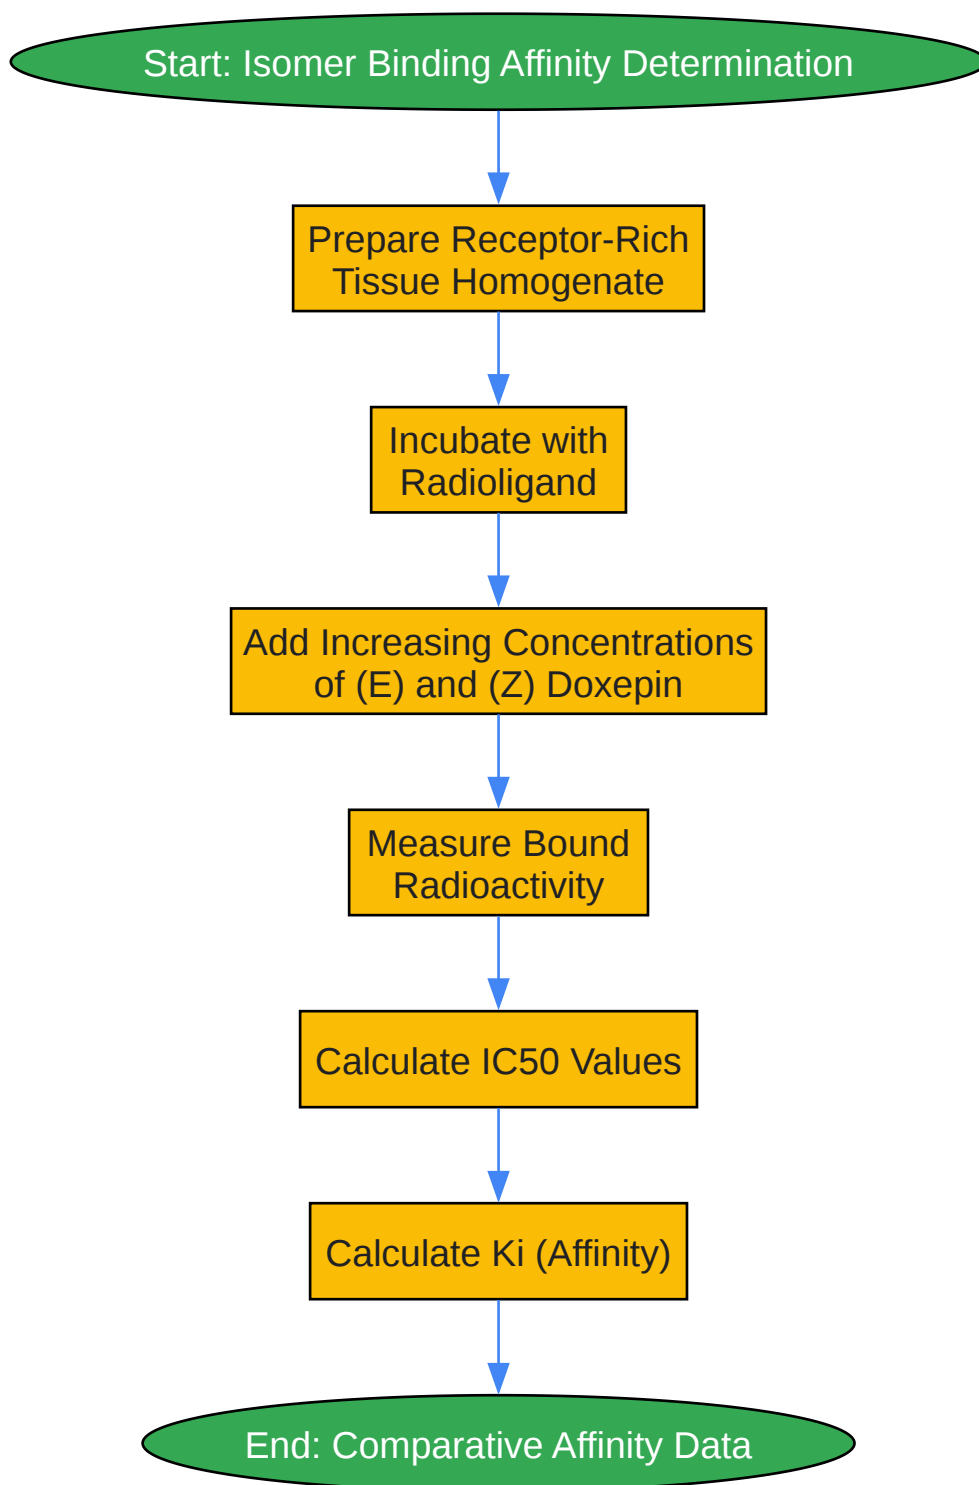 Start: Isomer Binding Affinity Determination
Prepare Receptor-Rich
Tissue Homogenate
Incubate with
Radioligand
Add Increasing Concentrations
of (E) and (Z) Doxepin
Measure Bound
Radioactivity
Calculate IC50 Values
Calculate Ki (Affinity)
End: Comparative Affinity Data